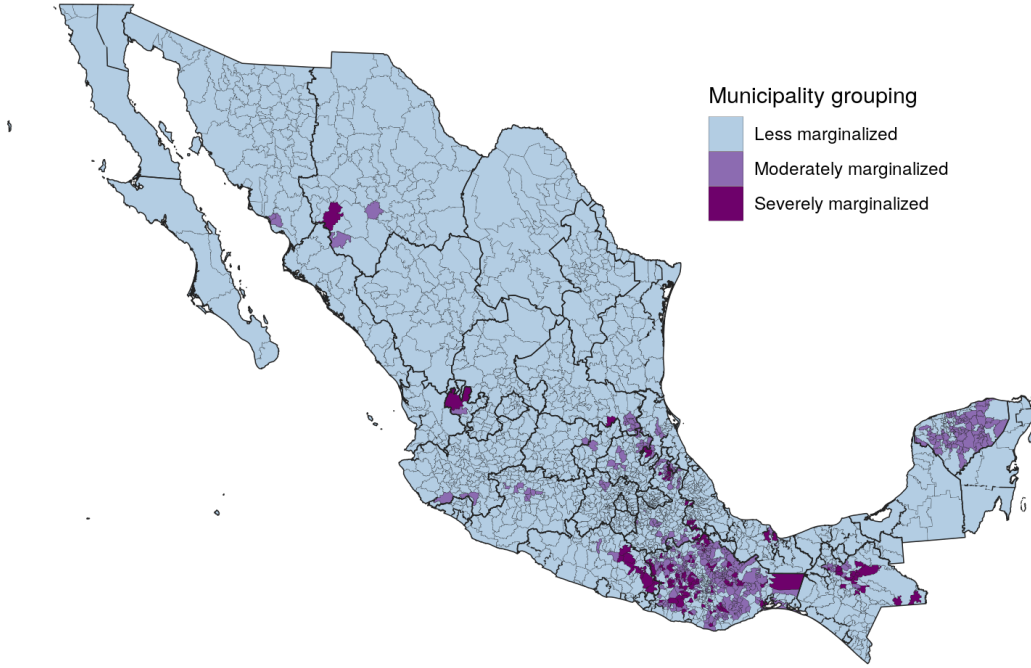 Municipality grouping
Less marginalized
Moderately marginalized
Severely marginalized